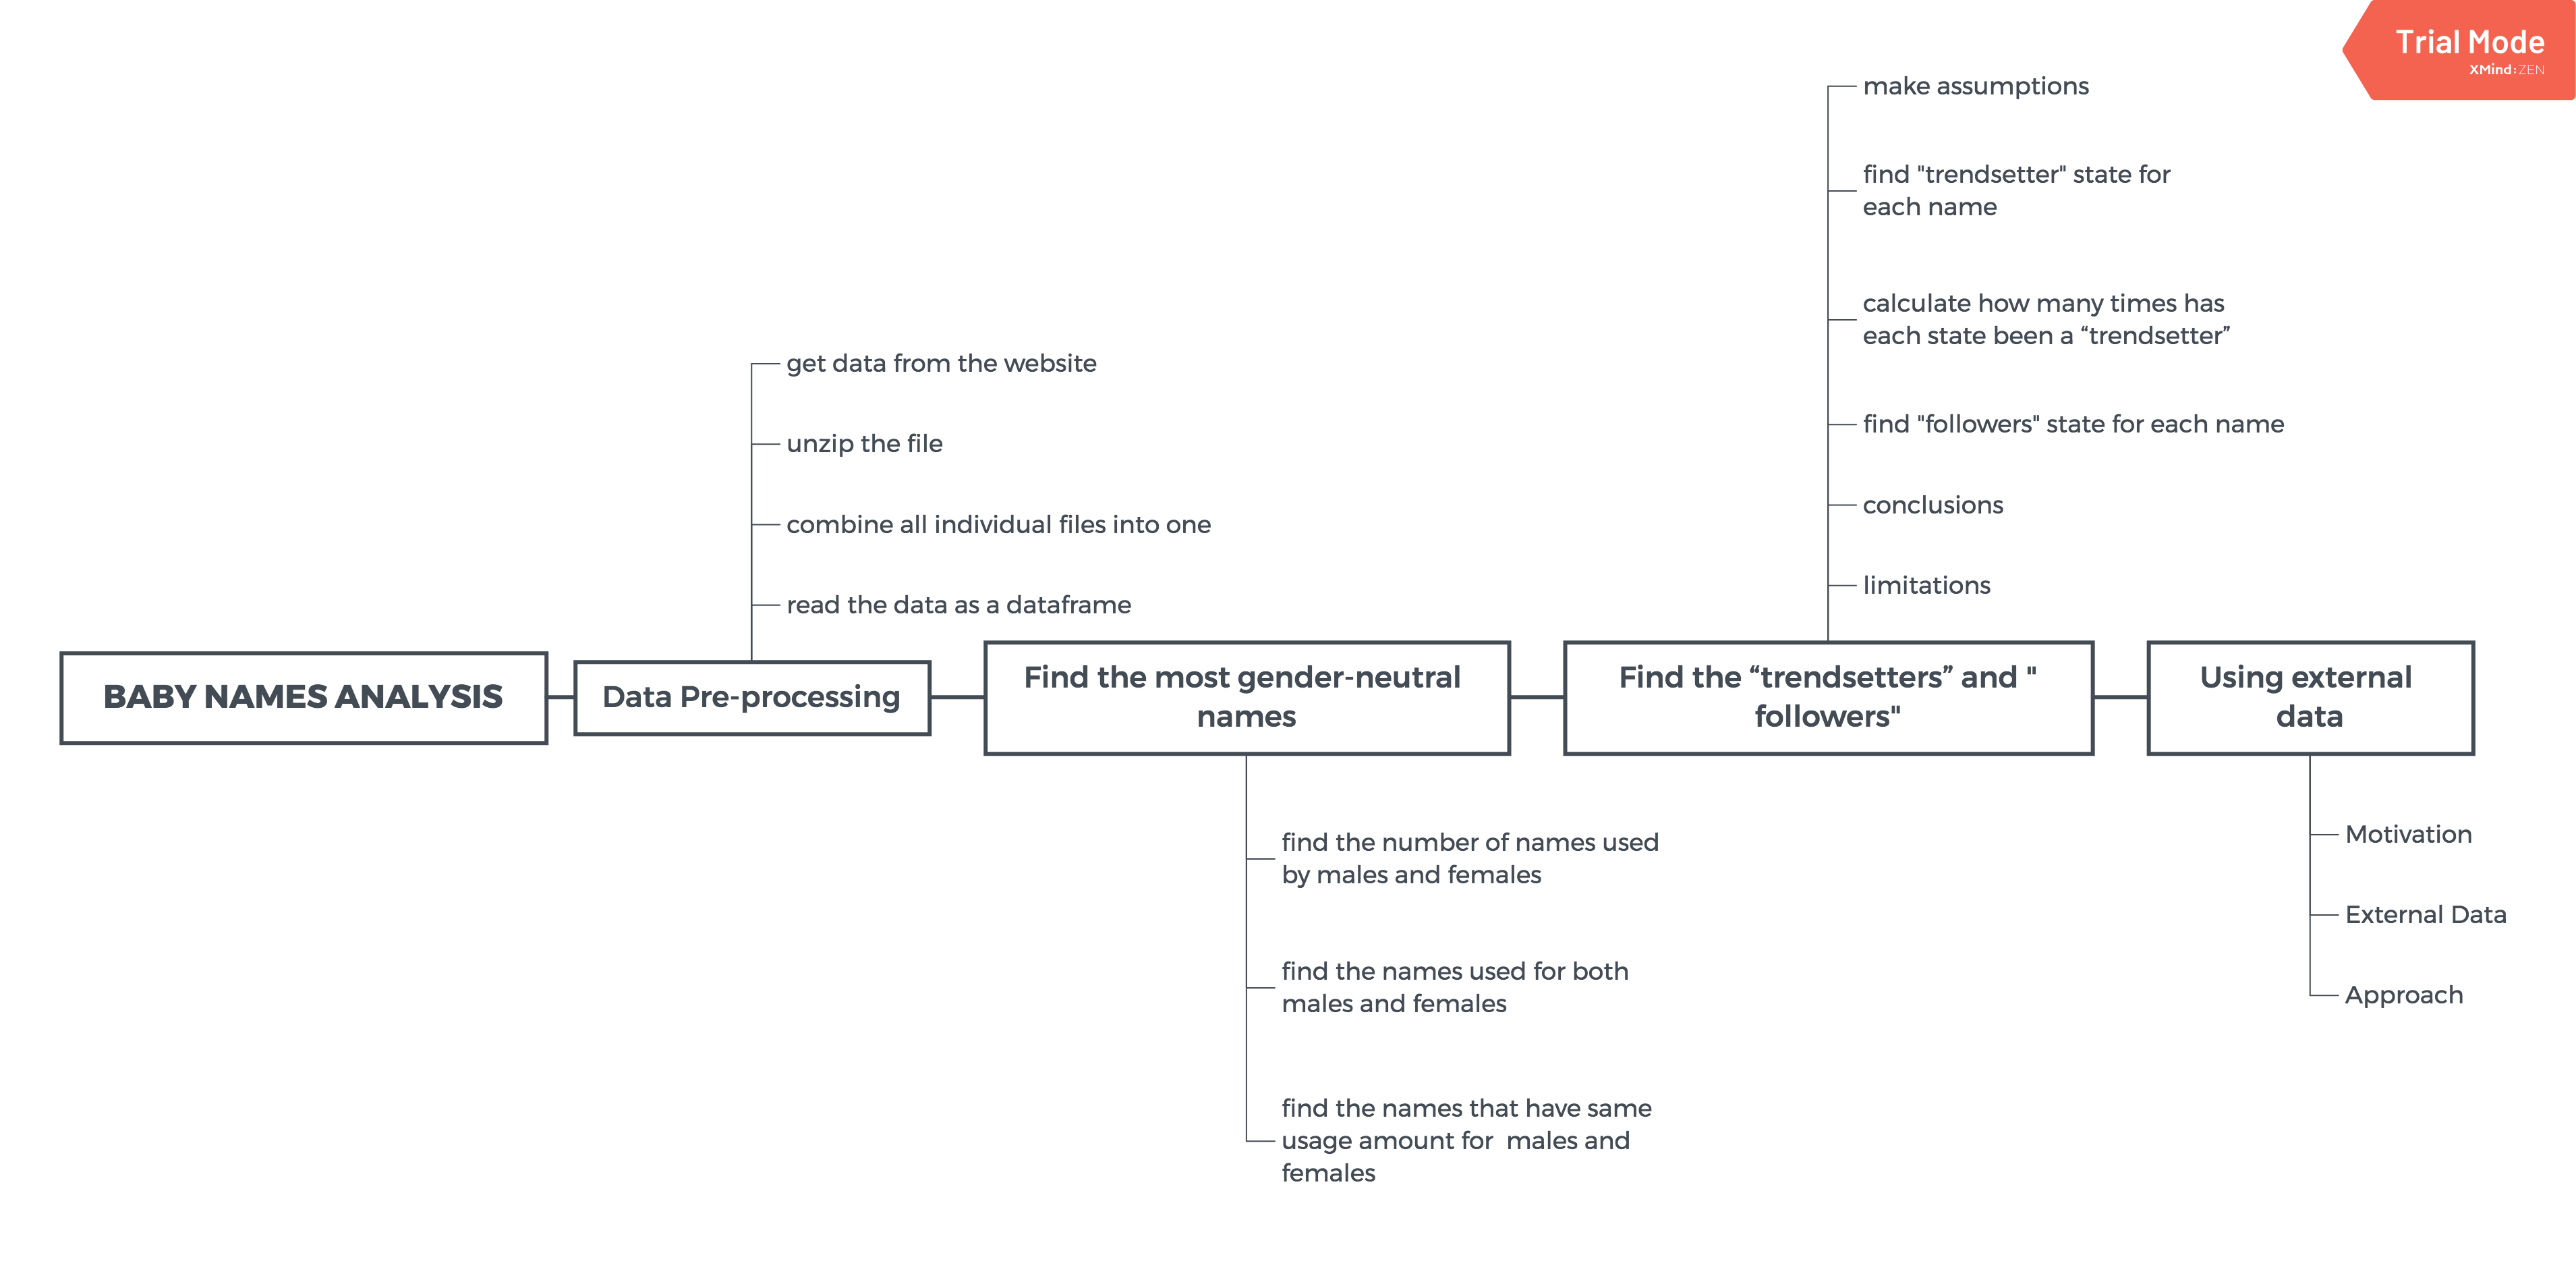 Trial Mode
XMind:ZEN
make assumptions
find "trendsetter" state for
each name
calculate how many times has
each state been a “trendsetter”
find "followers" state for each name
conclusions
limitations
get data from the website
unzip the file
combine all individual files into one
read the data as a dataframe
BABY NAMES ANALYSIS
Data Pre-processing
Find the most gender-neutral
names
Find the “trendsetters” and "
followers"
Using external
data
find the number of names used
by males and females
find the names used for both
males and females
find the names that have same
usage amount for  males and
females
Motivation
External Data
Approach